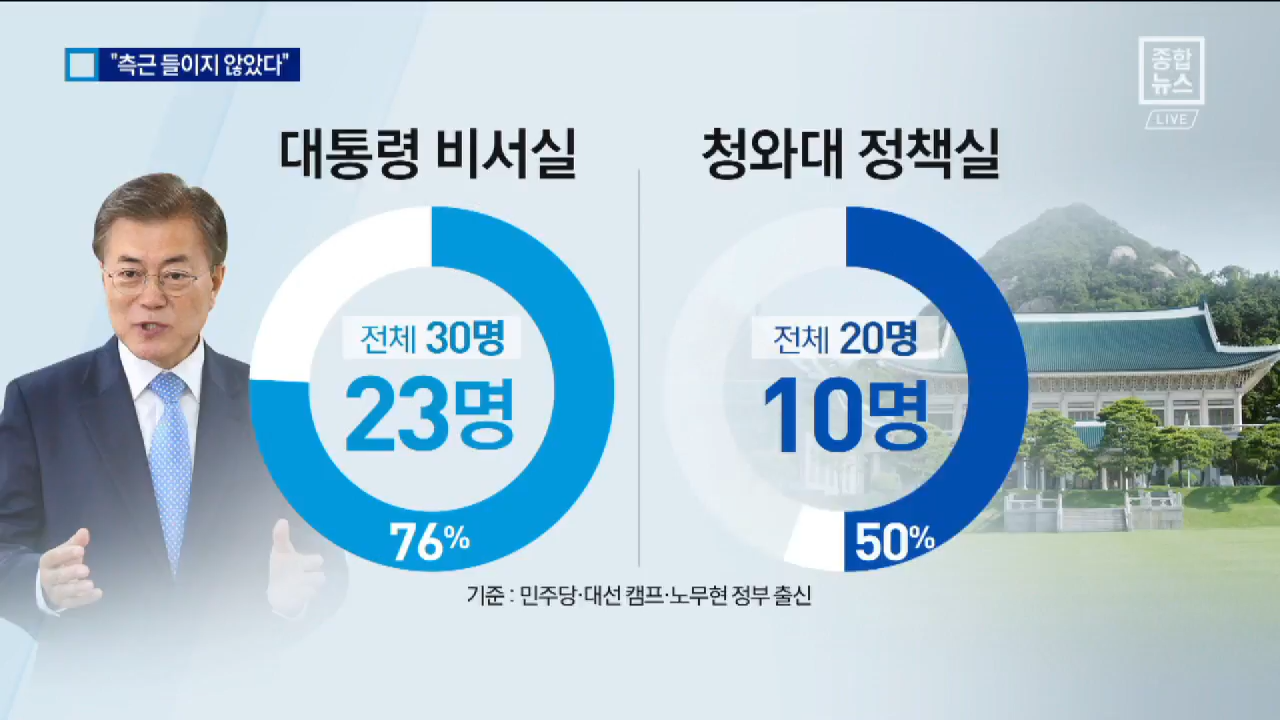 "측근 들이지 않았다"
종합
뉴스
LIVE
대통령 비서실
전체 30명
23명
76%
청와대 정책실
전체 20명
10명
50%
기준 : 민주당·대선 캠프·노무현 정부 출신